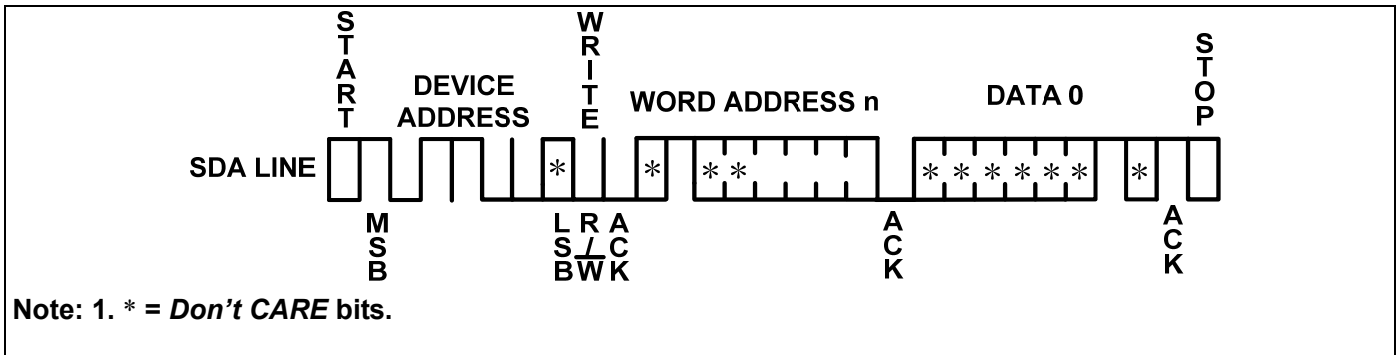 START
WRITE
STOP
DEVICE
ADDRESS
WORD ADDRESS n
DATA 0
SDA LINE
* * * * * * * * * *
MSB
LSB
R/W
ACK
ACK
ACK
Note: 1. * = Don't CARE bits.